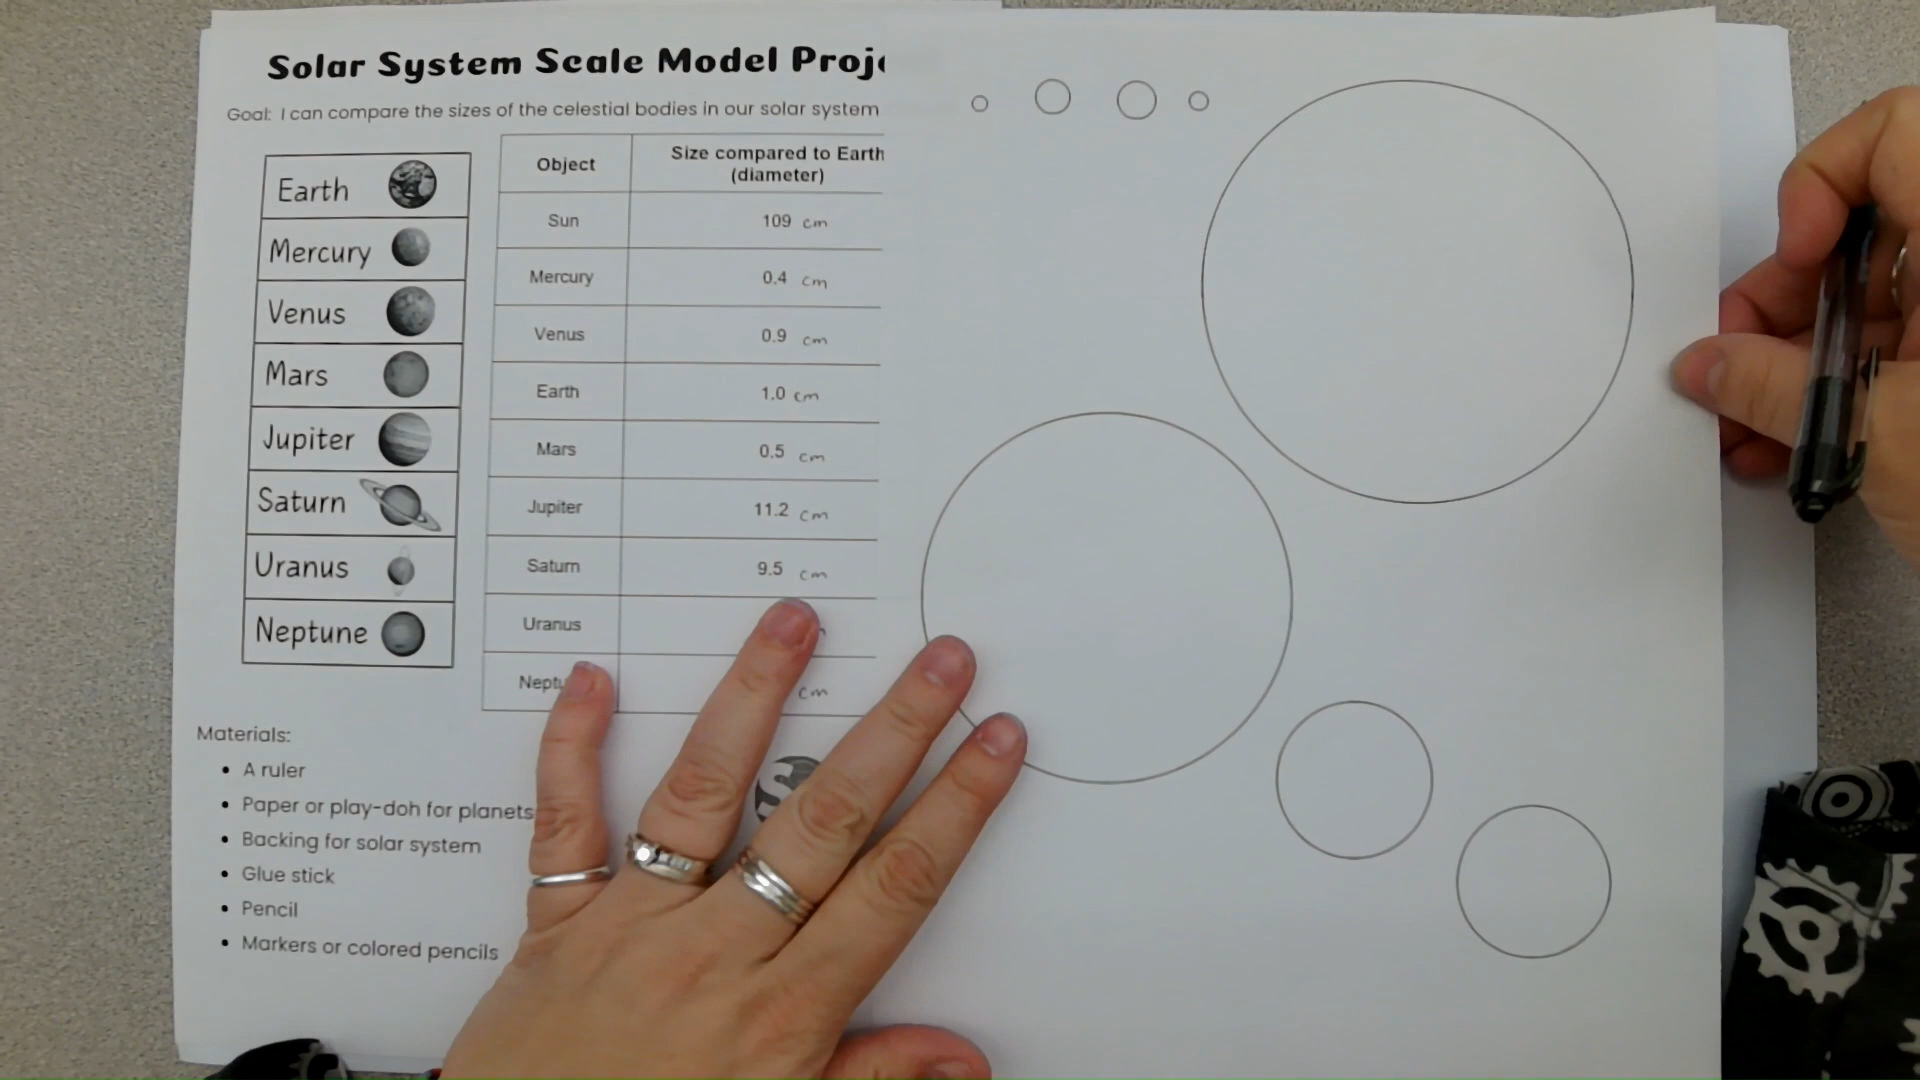 Solar System Scale Model
Goal: I can compare the sizes of the celestial bodies in our solar system
Earth
Mercury
Venus
Mars
Jupiter
Saturn
Uranus
Neptune
Object Size compared to Earth
(diameter)
Sun 109 cm
Mercury 0.4 cm
Venus 0.9 cm
Earth 1.0 cm
Mars 0.5 cm
Jupiter 11.2 cm
Saturn 9.5 cm
Uranus
cm
Materials:
• A ruler
• Paper or play-doh for planets
• Backing for solar system
• Glue stick
• Pencil
• Markers or colored pencils